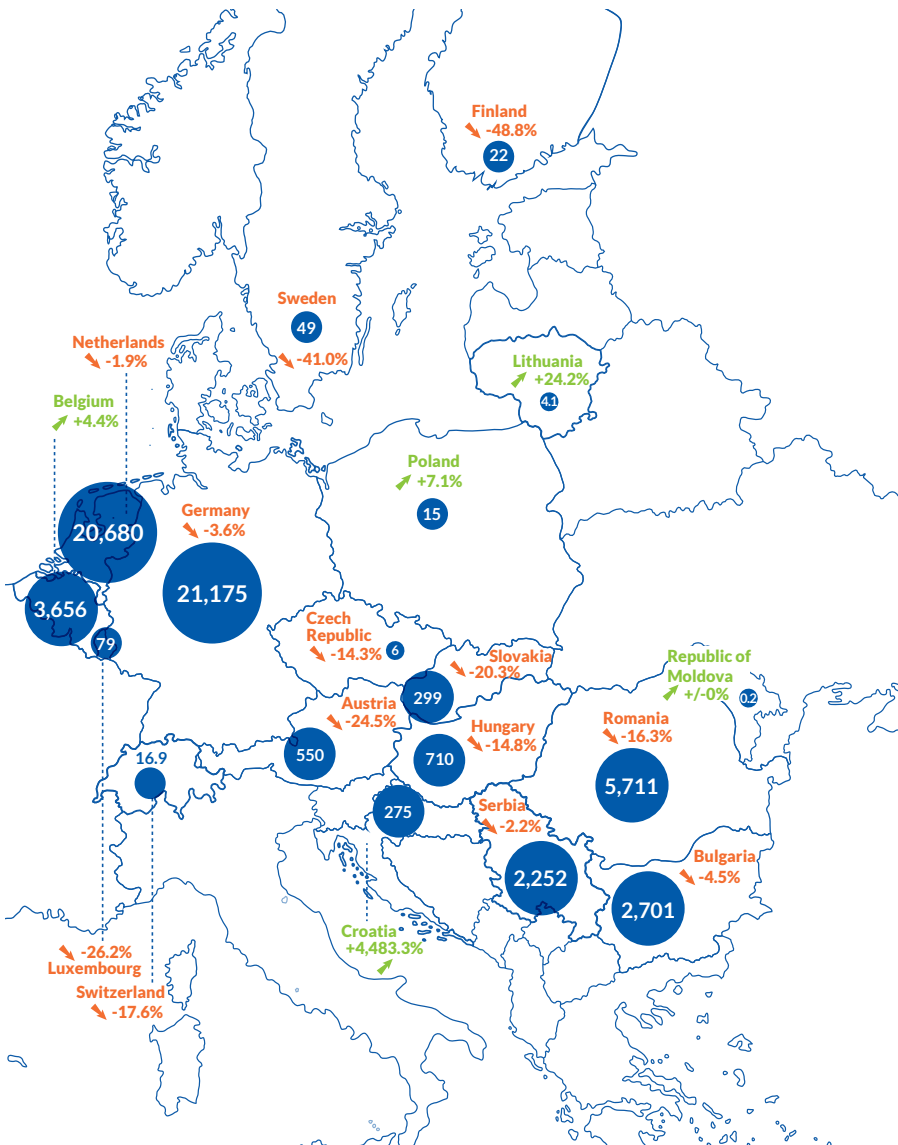 Finland
-48.8%
22
Sweden
49
-41.0%
Netherlands
-1.9%
Belgium
+4.4%
Lithuania
+24.2%
4.1
Poland
+7.1%
15
20,680
Germany
-3.6%
21,175
3,656
79
Czech
Republic
-14.3%
6
Slovakia
-20.3%
299
Republic of
Moldova
+/-0%
0.2
Austria
-24.5%
550
Hungary
-14.8%
710
Romania
-16.3%
5,711
16.9
275
Serbia
-2.2%
2,252
Bulgaria
-4.5%
2,701
Croatia
+4,483.3%
-26.2%
Luxembourg
Switzerland
-17.6%